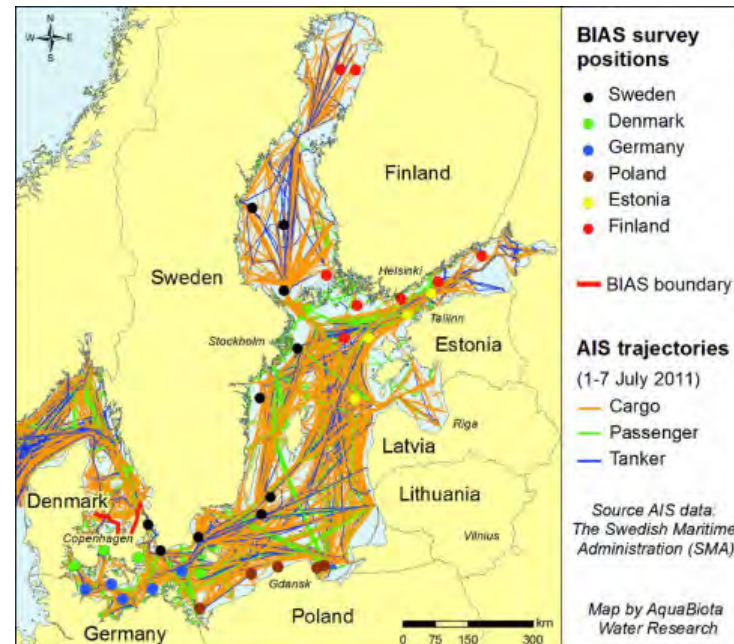 N
W E
S
Finland
Sweden
Helsinki
Tallinn
Stockholm
Estonia
Riga
Latvia
Denmark
Lithuania
Copenhagen
Vilnius
Gdansk
Poland
Germany
km
0 75 150 300
BIAS survey
positions
Sweden
Denmark
Germany
Poland
Estonia
Finland
BIAS boundary
AIS trajectories
(1-7 July 2011)
Cargo
Passenger
Tanker
Source AIS data:
The Swedish Maritime
Administration (SMA)
Map by AquaBiota
Water Research